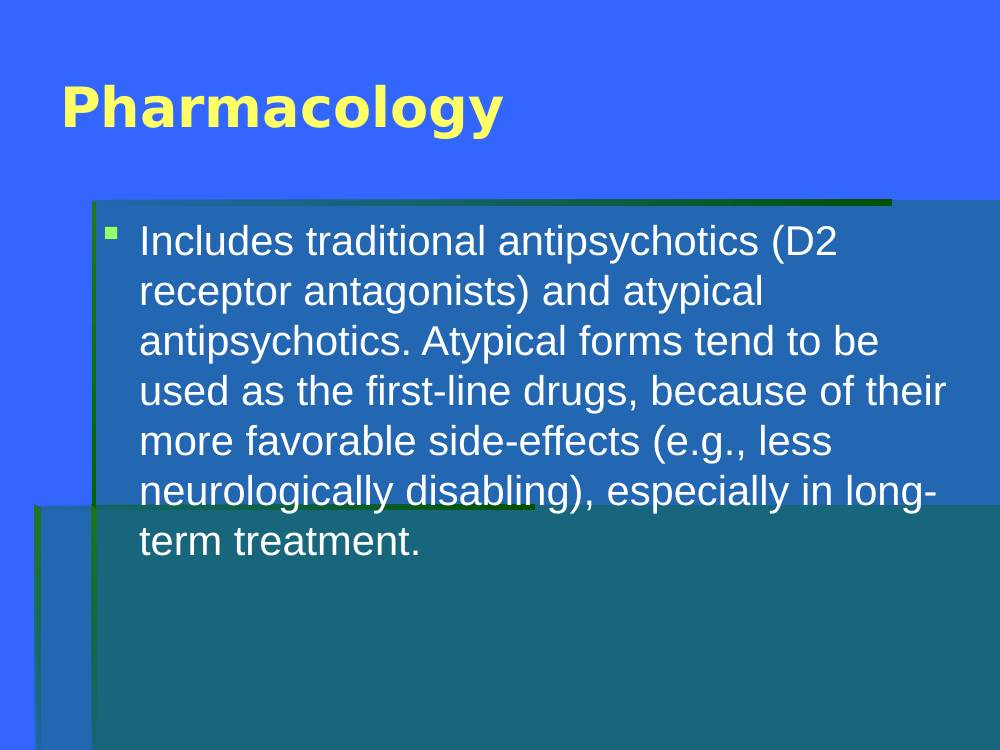 Pharmacology
Includes traditional antipsychotics (D2
receptor antagonists) and atypical
antipsychotics. Atypical forms tend to be
used as the first-line drugs, because of their
more favorable side-effects (e.g., less
neurologically disabling), especially in long-
term treatment.